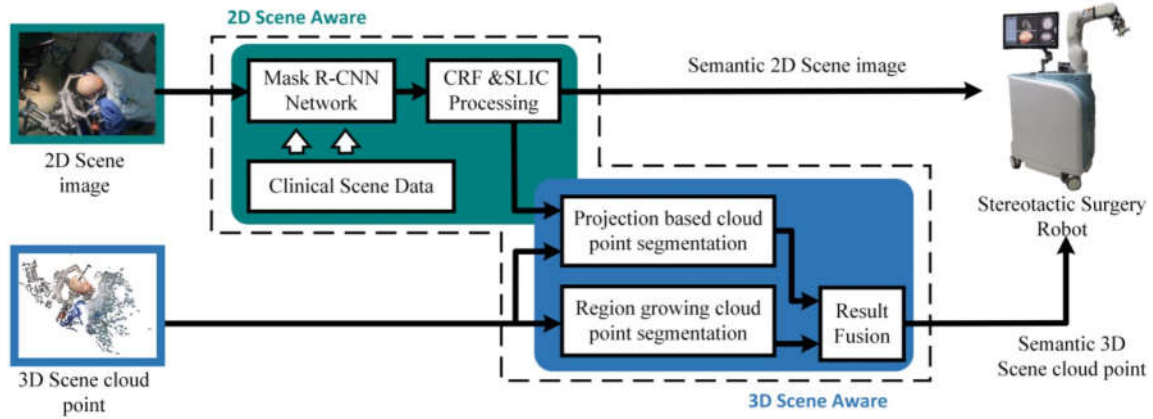 2D Scene Aware
Mask R-CNN
Network
CRF &SLIC
Processing
Semantic 2D Scene image
2D Scene
image
Clinical Scene Data
Projection based cloud
point segmentation
Stereotactic Surgery
Robot
Region growing cloud
point segmentation
Result
Fusion
3D Scene cloud
point
Semantic 3D
Scene cloud point
3D Scene Aware